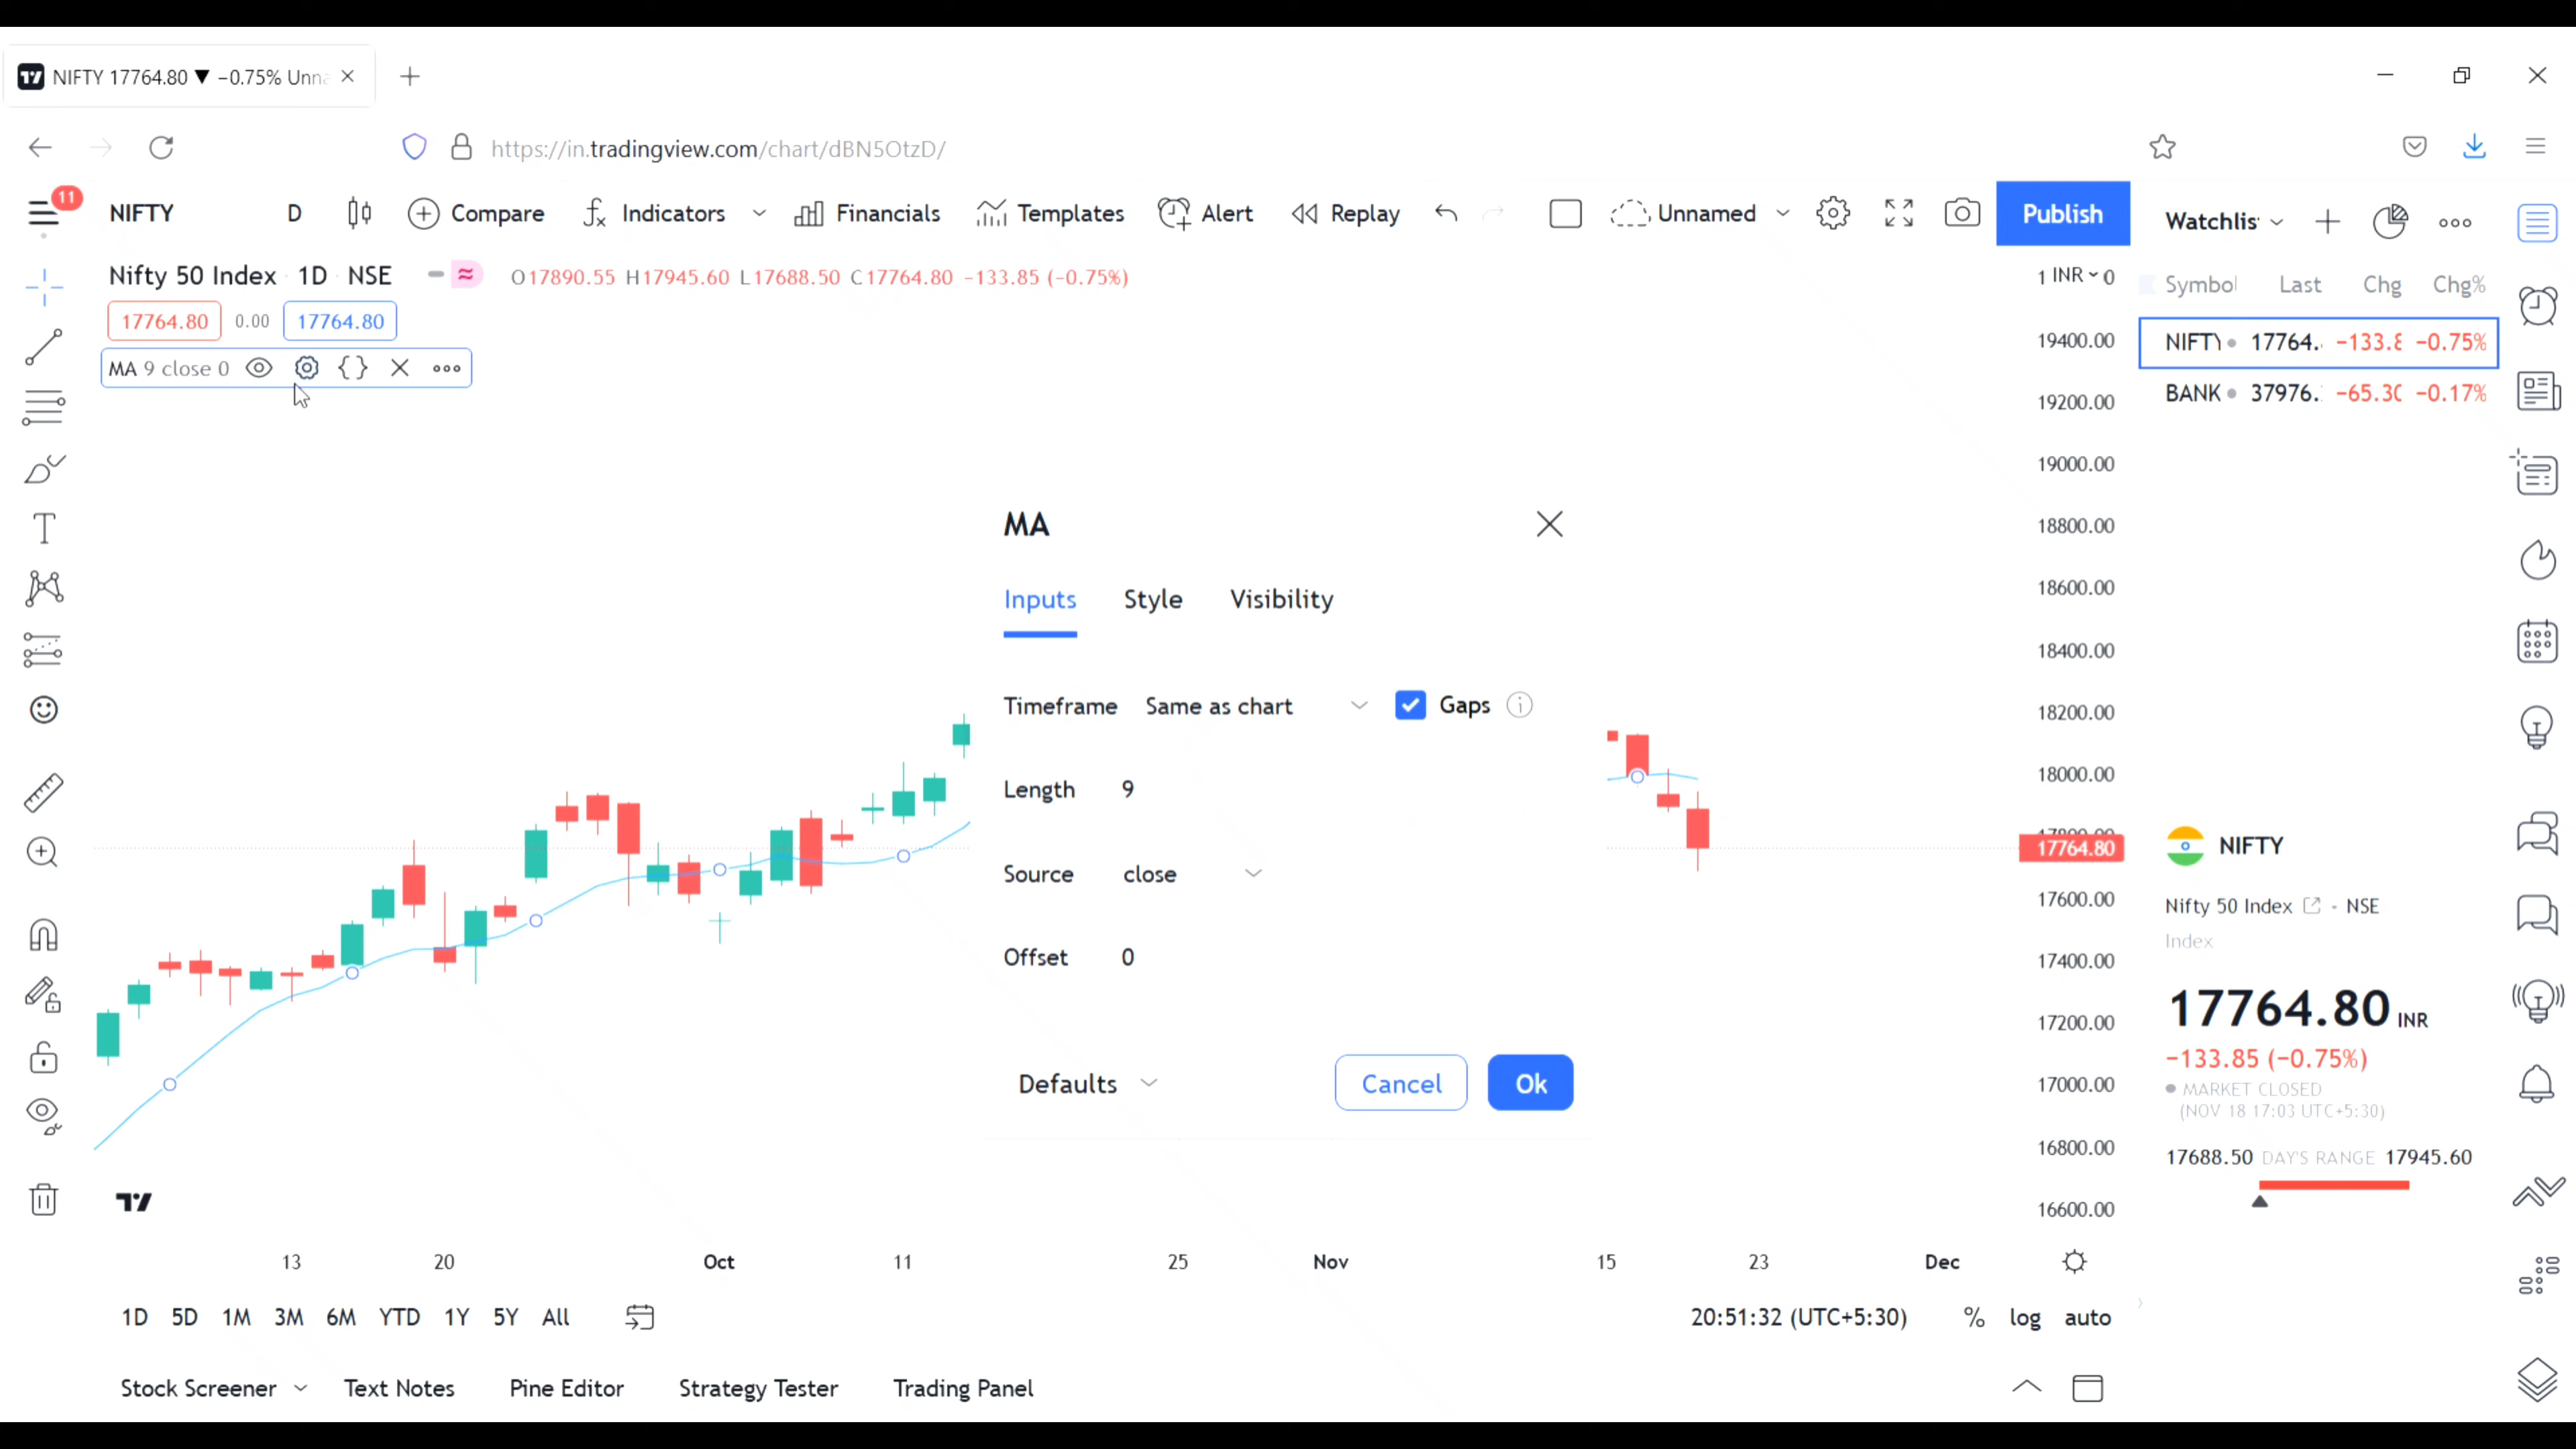 NIFTY 17764.80 ▼ −0.75% Unna
https://in.tradingview.com/chart/dBN5OtzD/
11
NIFTY D Compare Indicators Financials Templates Alert Replay Unnamed Publish
Nifty 50 Index · 1D · NSE O17890.55 H17945.60 L17688.50 C17764.80 −133.85 (−0.75%)
17764.80 0.00 17764.80
MA 9 close 0
INR
19400.00
19200.00
19000.00
18800.00
18600.00
18400.00
18200.00
18000.00
17800.00
17764.80
17600.00
17400.00
17200.00
17000.00
16800.00
16600.00
MA
Inputs Style Visibility
Timeframe Same as chart Gaps
Length 9
Source close
Offset 0
Defaults Cancel Ok
13 20 Oct 11 25 Nov 15 23 Dec
1D 5D 1M 3M 6M YTD 1Y 5Y All 20:51:32 (UTC+5:30) % log auto
Stock Screener Text Notes Pine Editor Strategy Tester Trading Panel
Watchlis
Symbo Last Chg Chg%
NIFTY 17764. −133.8 −0.75%
BANK 37976. −65.30 −0.17%
NIFTY
Nifty 50 Index - NSE
Index
17764.80 INR
−133.85 (−0.75%)
MARKET CLOSED
(NOV 18 17:03 UTC+5:30)
17688.50 DAY'S RANGE 17945.60